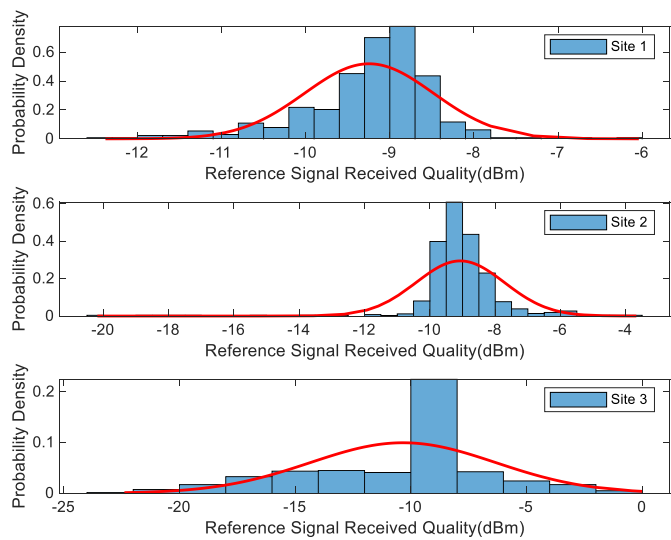 Probability Density
0.6
0.4
0.2
0
Site 1
-12 -11 -10 -9 -8 -7 -6
Reference Signal Received Quality(dBm)
Probability Density
0.6
0.4
0.2
0
Site 2
-20 -18 -16 -14 -12 -10 -8 -6 -4
Reference Signal Received Quality(dBm)
Probability Density
0.2
0.1
0
Site 3
-25 -20 -15 -10 -5 0
Reference Signal Received Quality(dBm)